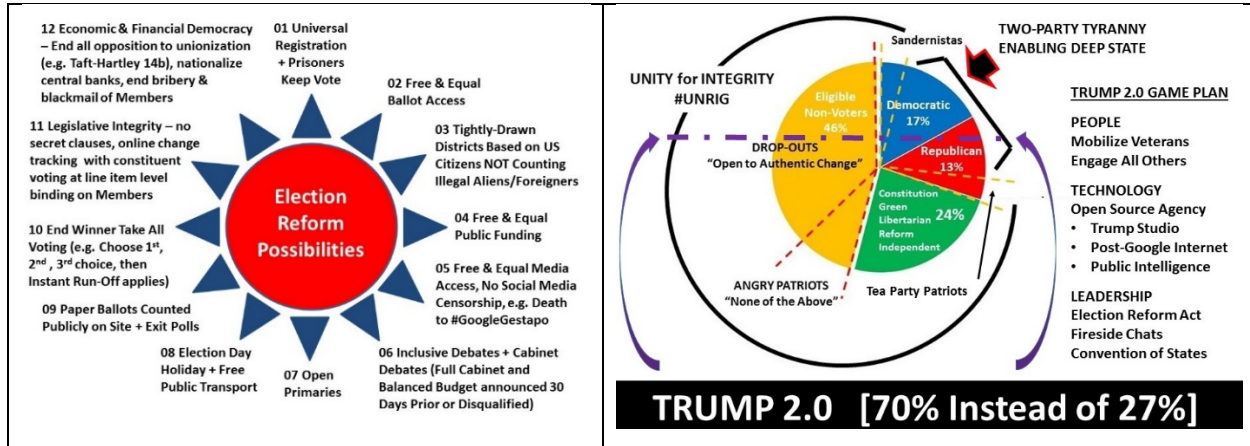 12 Economic & Financial Democracy
– End all opposition to unionization
(e.g. Taft-Hartley 14b), nationalize
central banks, end bribery &
blackmail of Members
01 Universal
Registration
+ Prisoners
Keep Vote
02 Free & Equal
Ballot Access
03 Tightly-Drawn
Districts Based on US
Citizens NOT Counting
Illegal Aliens/Foreigners
04 Free & Equal
Public Funding
05 Free & Equal Media
Access, No Social Media
Censorship, e.g. Death
to #GoogleGestapo
06 Inclusive Debates + Cabinet
Debates (Full Cabinet and
Balanced Budget announced 30
Days Prior or Disqualified)
07 Open
Primaries
08 Election Day
Holiday + Free
Public Transport
09 Paper Ballots Counted
Publicly on Site + Exit Polls
10 End Winner Take All
Voting (e.g. Choose 1st,
2nd , 3rd choice, then
Instant Run-Off applies)
11 Legislative Integrity – no
secret clauses, online change
tracking with constituent
voting at line item level
binding on Members
Election
Reform
Possibilities
Sandernistas
TWO-PARTY TYRANNY
ENABLING DEEP STATE
UNITY for INTEGRITY
#UNRIG
Eligible
Non-Voters
46%
Democratic
17%
DROP-OUTS
"Open to Authentic Change"
Republican
13%
Constitution
Green
Libertarian
Reform
Independent
24%
ANGRY PATRIOTS
"None of the Above"
Tea Party Patriots
TRUMP 2.0 GAME PLAN
PEOPLE
Mobilize Veterans
Engage All Others
TECHNOLOGY
Open Source Agency
• Trump Studio
• Post-Google Internet
• Public Intelligence
LEADERSHIP
Election Reform Act
Fireside Chats
Convention of States
TRUMP 2.0 [70% Instead of 27%]